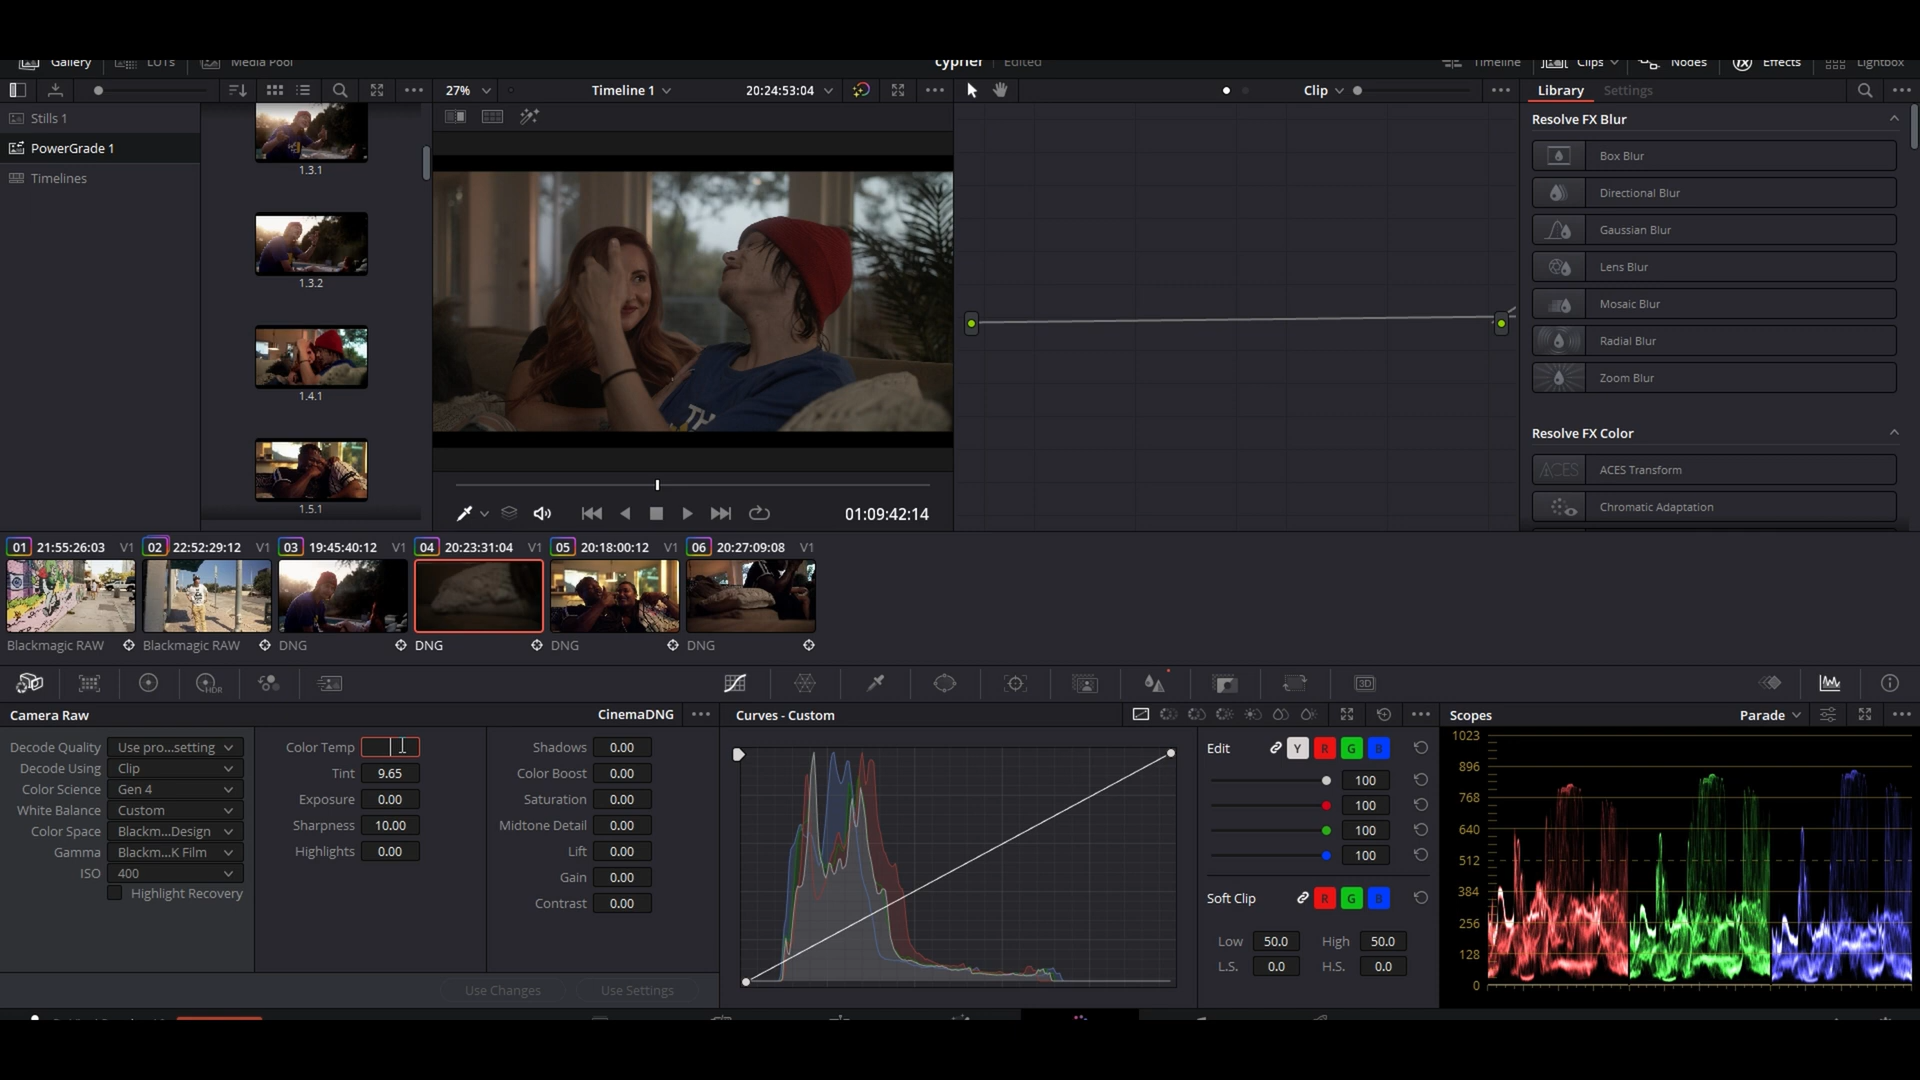 Gallery LUTs Media Pool cypher Edited Timeline Clips Nodes Effects Lightbox
27% Timeline 1 20:24:53:04 Clip Library Settings
Stills 1
PowerGrade 1
Timelines
1.3.1
1.3.2
1.4.1
1.5.1
TH
01:09:42:14
Resolve FX Blur
Box Blur
Directional Blur
Gaussian Blur
Lens Blur
Mosaic Blur
Radial Blur
Zoom Blur
Resolve FX Color
ACES
ACES Transform
Chromatic Adaptation
01 21:55:26:03 V1 02 22:52:29:12 V1 03 19:45:40:12 V1 04 20:23:31:04 V1 05 20:18:00:12 V1 06 20:27:09:08 V1
Blackmagic RAW Blackmagic RAW DNG DNG DNG DNG
HDR 3D
Camera Raw CinemaDNG
Decode Quality Use pro...setting
Decode Using Clip
Color Science Gen 4
White Balance Custom
Color Space Blackm...Design
Gamma Blackm...K Film
ISO 400
Highlight Recovery
Color Temp
Tint 9.65
Exposure 0.00
Sharpness 10.00
Highlights 0.00
Shadows 0.00
Color Boost 0.00
Saturation 0.00
Midtone Detail 0.00
Lift 0.00
Gain 0.00
Contrast 0.00
Use Changes Use Settings
Curves - Custom
Edit Y R G B
100
100
100
100
Soft Clip R G B
Low 50.0 High 50.0
L.S. 0.0 H.S. 0.0
Scopes Parade
1023
896
768
640
512
384
256
128
0